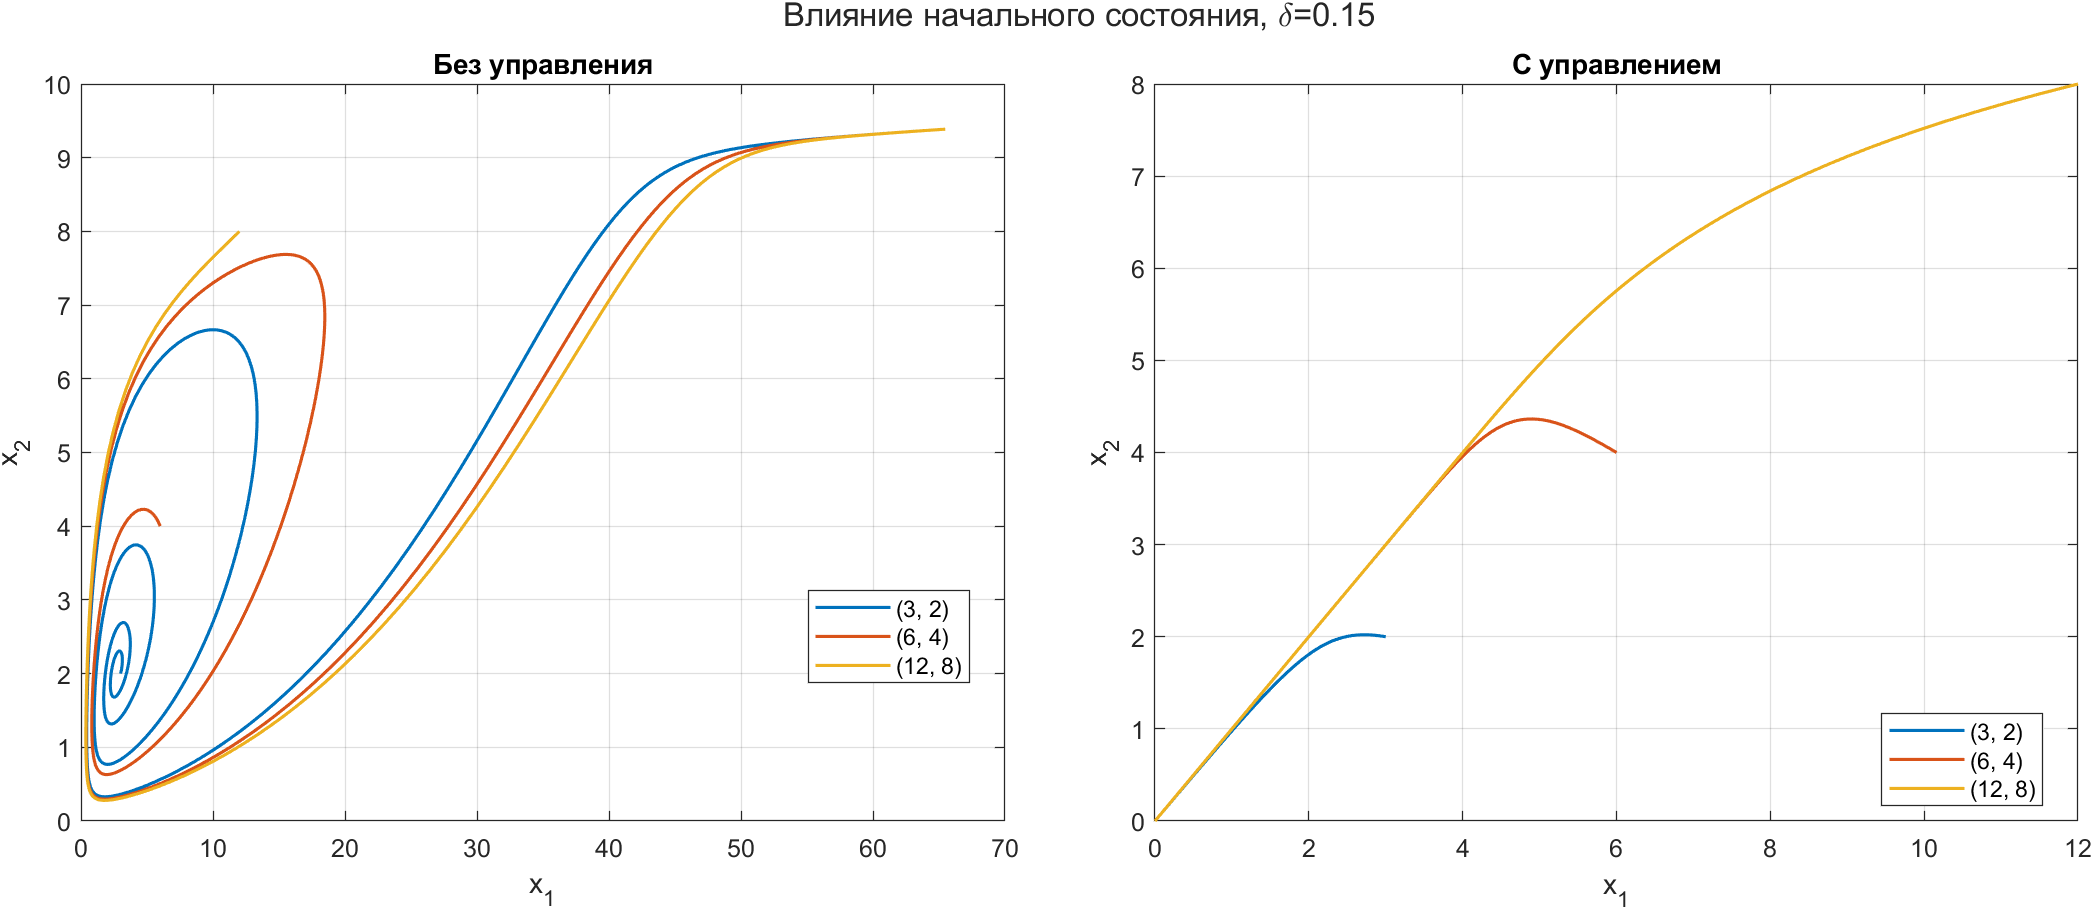 Влияние начального состояния, δ=0.15
Без управления
10
9
8
7
6
5
4
3
2
1
0
x₂
0 10 20 30 40 50 60 70
x₁
(3, 2)
(6, 4)
(12, 8)
С управлением
8
7
6
5
4
3
2
1
0
x₂
0 2 4 6 8 10 12
x₁
(3, 2)
(6, 4)
(12, 8)